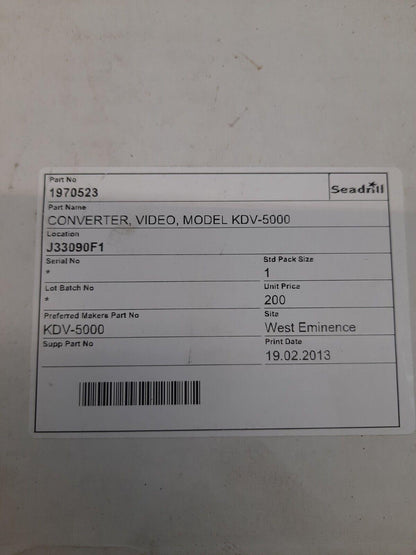 Part No
1970523
Seadrill
Part Name
CONVERTER, VIDEO, MODEL KDV-5000
Location
J33090F1
Serial No
*
Std Pack Size
1
Lot Batch No
*
Unit Price
200
Preferred Makers Part No
KDV-5000
Site
West Eminence
Supp Part No
Print Date
19.02.2013